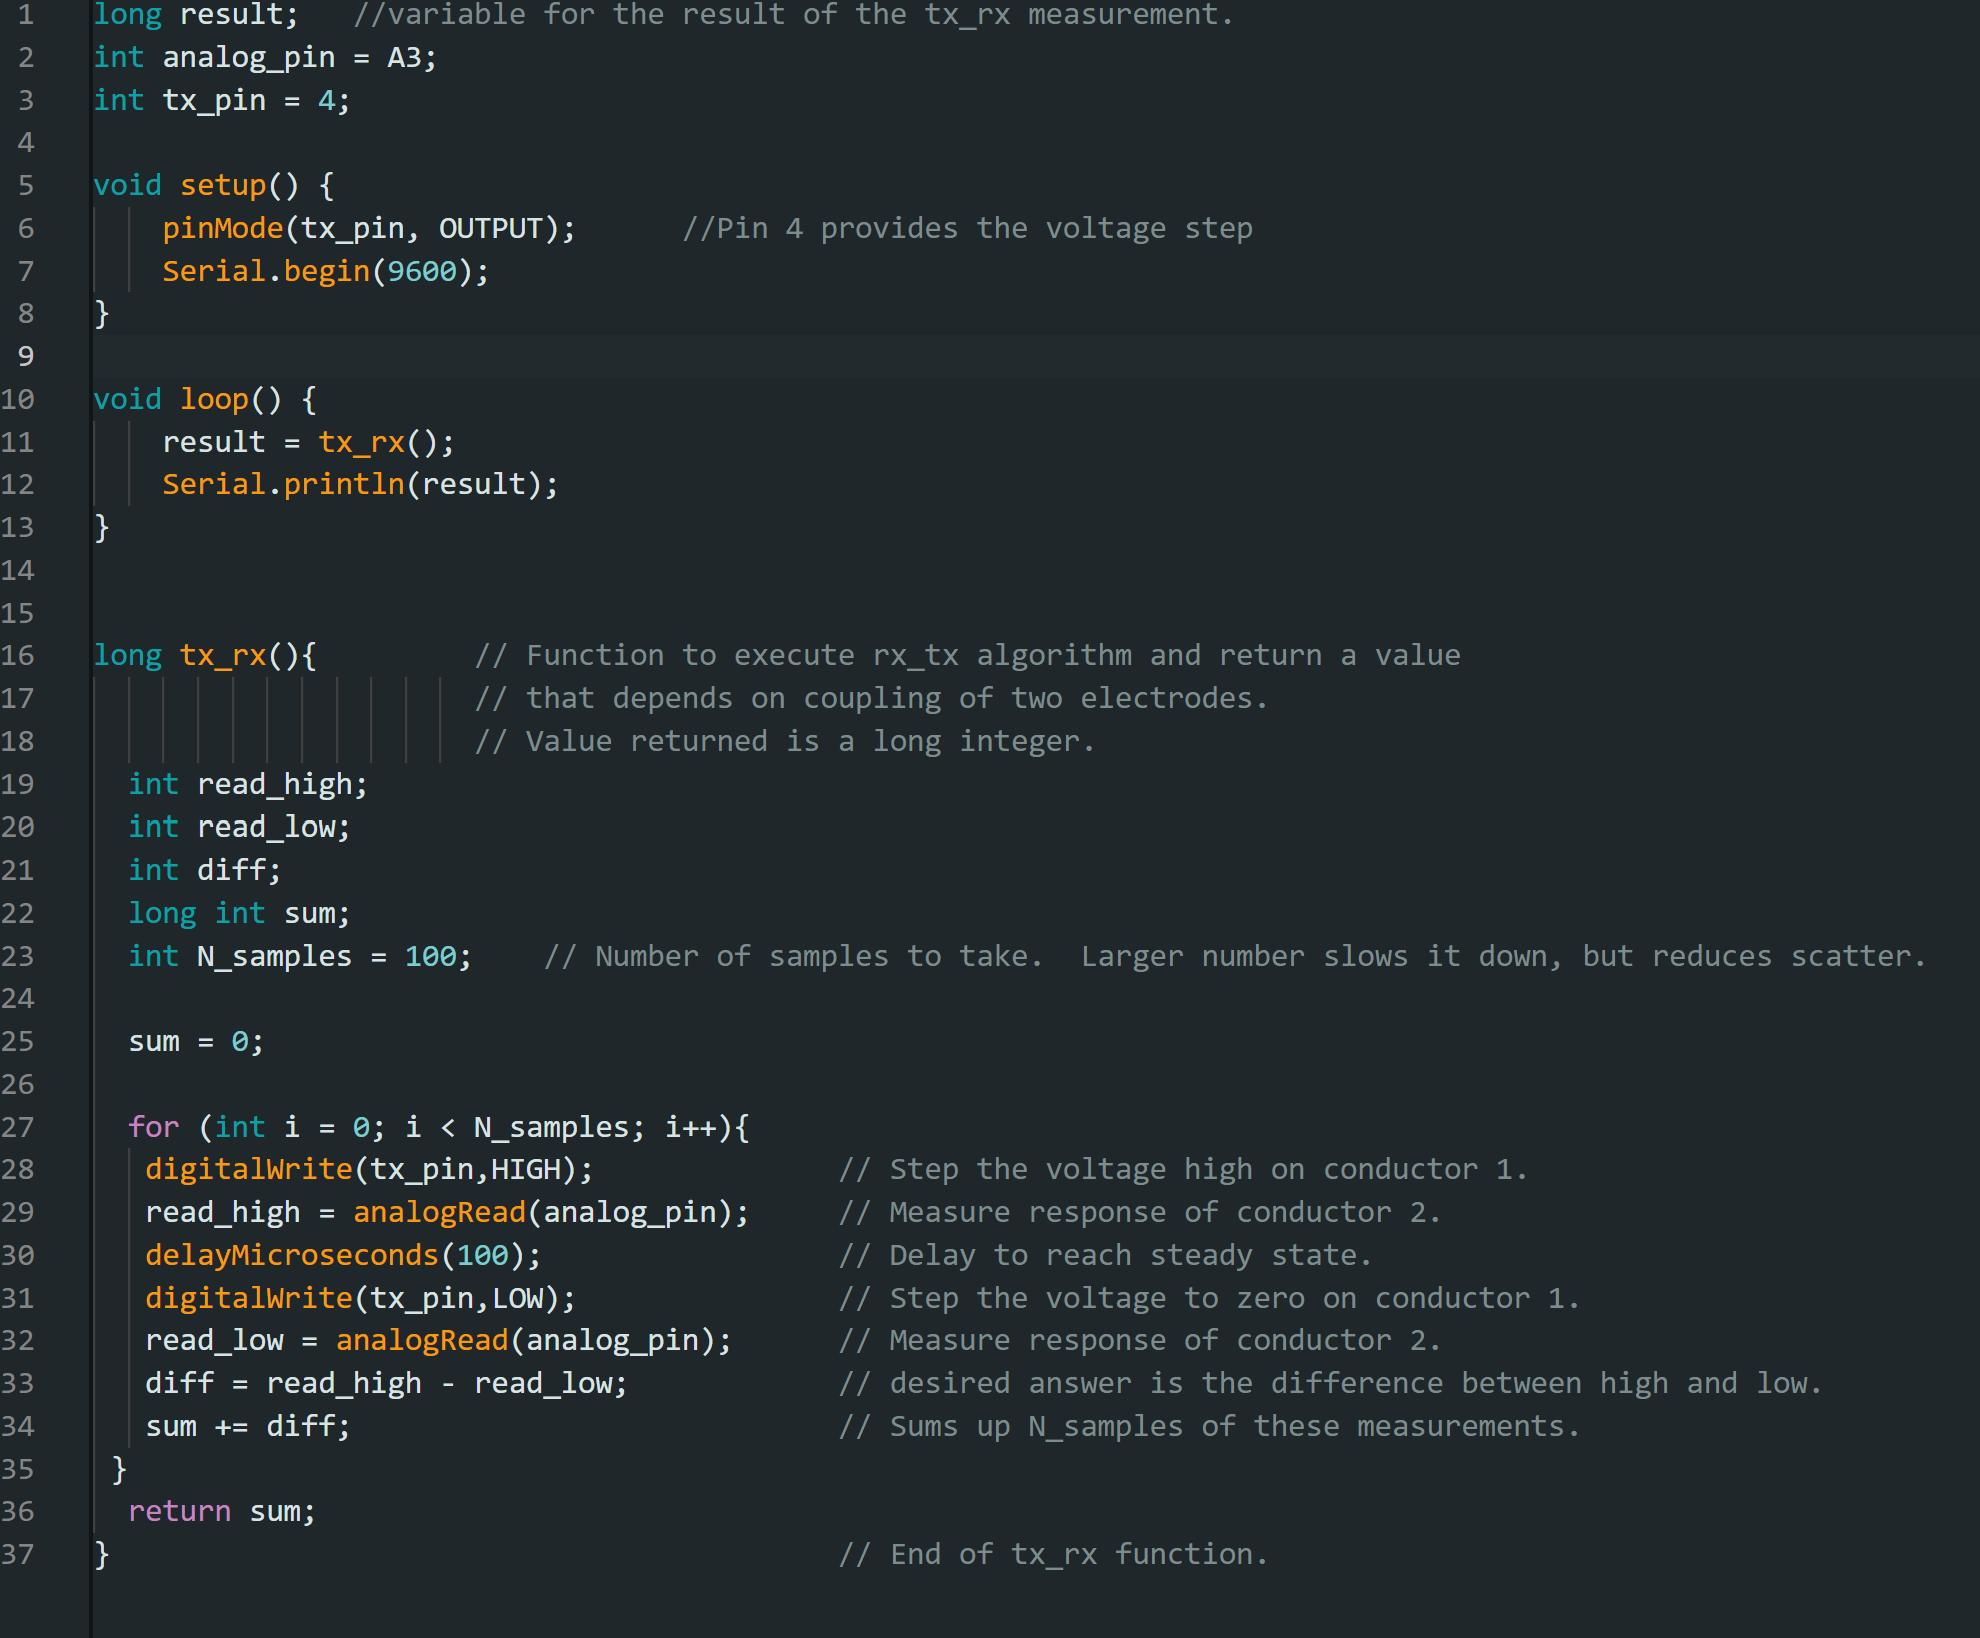 1 long result;   //variable for the result of the tx_rx measurement.
2 int analog_pin = A3;
3 int tx_pin = 4;
4
5 void setup() {
6     pinMode(tx_pin, OUTPUT);      //Pin 4 provides the voltage step
7     Serial.begin(9600);
8 }
9
10 void loop() {
11     result = tx_rx();
12     Serial.println(result);
13 }
14
15
16 long tx_rx(){         // Function to execute rx_tx algorithm and return a value
17                       // that depends on coupling of two electrodes.
18                       // Value returned is a long integer.
19   int read_high;
20   int read_low;
21   int diff;
22   long int sum;
23   int N_samples = 100;    // Number of samples to take.  Larger number slows it down, but reduces scatter.
24
25   sum = 0;
26
27   for (int i = 0; i < N_samples; i++){
28    digitalWrite(tx_pin,HIGH);              // Step the voltage high on conductor 1.
29    read_high = analogRead(analog_pin);     // Measure response of conductor 2.
30    delayMicroseconds(100);                 // Delay to reach steady state.
31    digitalWrite(tx_pin,LOW);               // Step the voltage to zero on conductor 1.
32    read_low = analogRead(analog_pin);      // Measure response of conductor 2.
33    diff = read_high - read_low;            // desired answer is the difference between high and low.
34    sum += diff;                            // Sums up N_samples of these measurements.
35  }
36   return sum;
37 }                                          // End of tx_rx function.